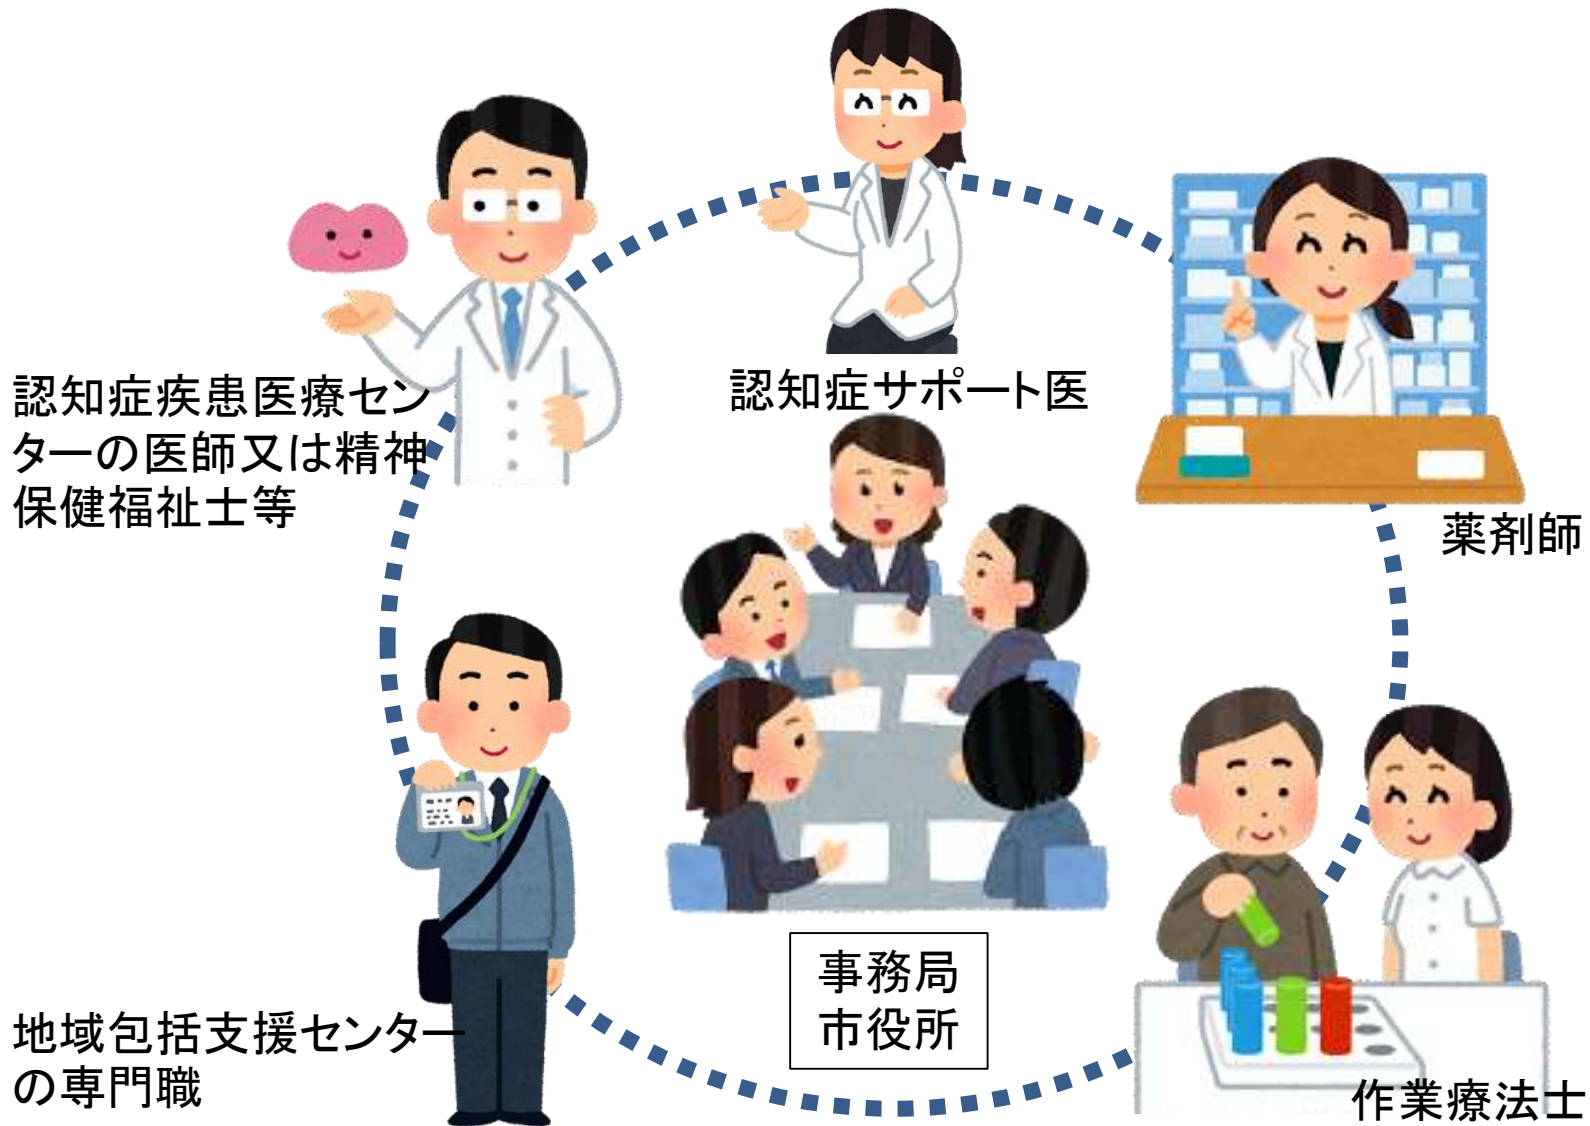 認知症疾患医療セン
ターの医師又は精神
保健福祉士等
認知症サポート医
薬剤師
事務局
市役所
地域包括支援センター
の専門職
作業療法士